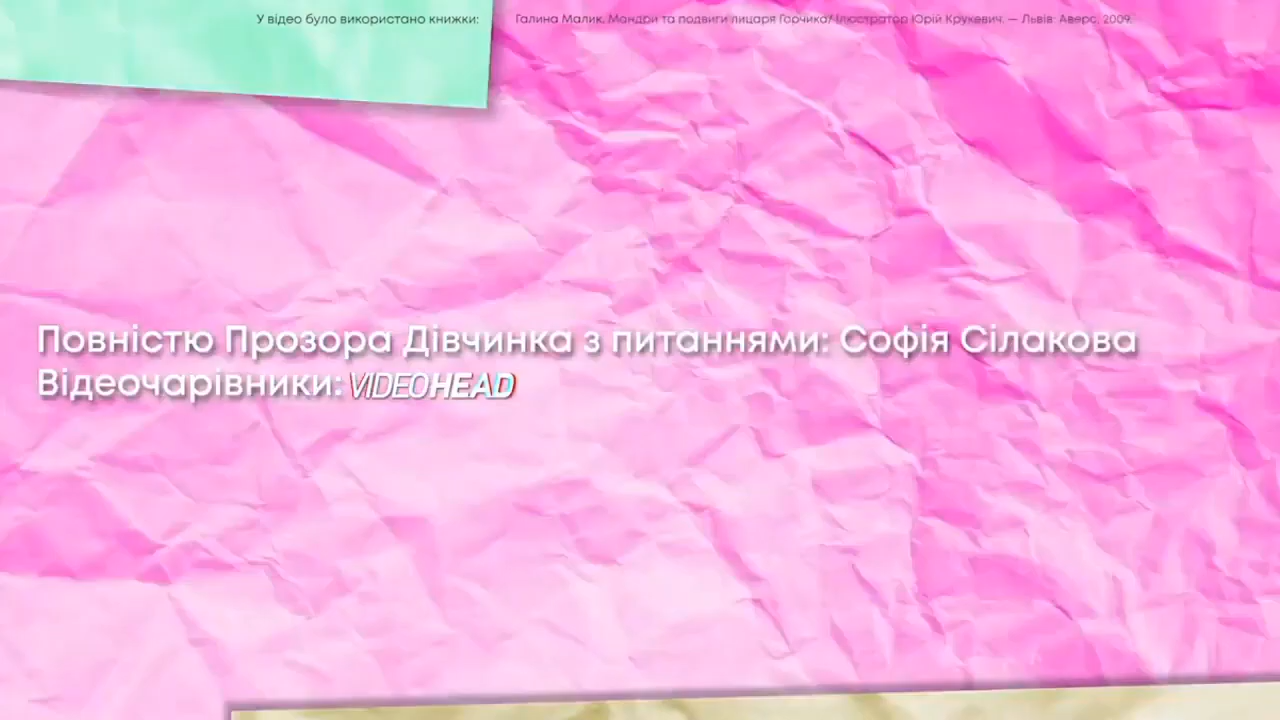 У відео було використано книжки: Галина Малик. Мандри та подвиги лицаря Горчика/ Ілюстратор Юрій Крукевич. — Львів: Аверс, 2009.
Повністю Прозора Дівчинка з питаннями: Софія Сілакова
Відеочарівники: VIDEOHEAD